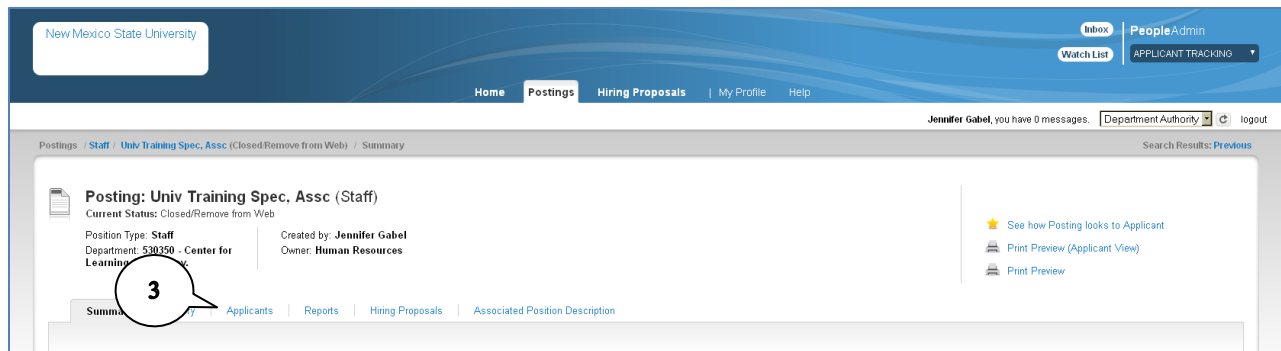 New Mexico State University
Inbox PeopleAdmin
Watch List APPLICANT TRACKING
Home Postings Hiring Proposals | My Profile Help
Jennifer Gabel, you have 0 messages. Department Authority logout
Postings / Staff / Univ Training Spec, Assc (Closed/Remove from Web) / Summary Search Results: Previous
Posting: Univ Training Spec, Assc (Staff)
Current Status: Closed/Remove from Web
Position Type: Staff Created by: Jennifer Gabel
Department: 530350 - Center for Owner: Human Resources
Learning
See how Posting looks to Applicant
Print Preview (Applicant View)
Print Preview
3
Applicants | Reports | Hiring Proposals | Associated Position Description